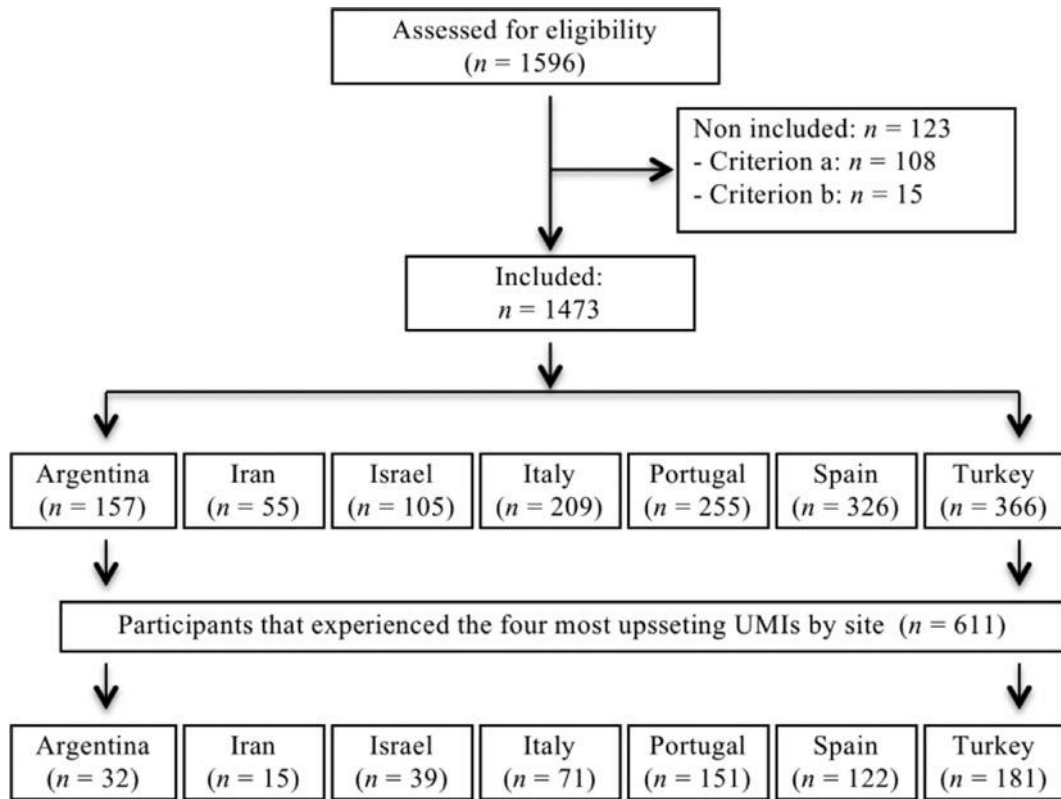 Assessed for eligibility
(n = 1596)
Non included: n = 123
- Criterion a: n = 108
- Criterion b: n = 15
Included:
n = 1473
Argentina
(n = 157)
Iran
(n = 55)
Israel
(n = 105)
Italy
(n = 209)
Portugal
(n = 255)
Spain
(n = 326)
Turkey
(n = 366)
Participants that experienced the four most upsseting UMIs by site (n = 611)
Argentina
(n = 32)
Iran
(n = 15)
Israel
(n = 39)
Italy
(n = 71)
Portugal
(n = 151)
Spain
(n = 122)
Turkey
(n = 181)